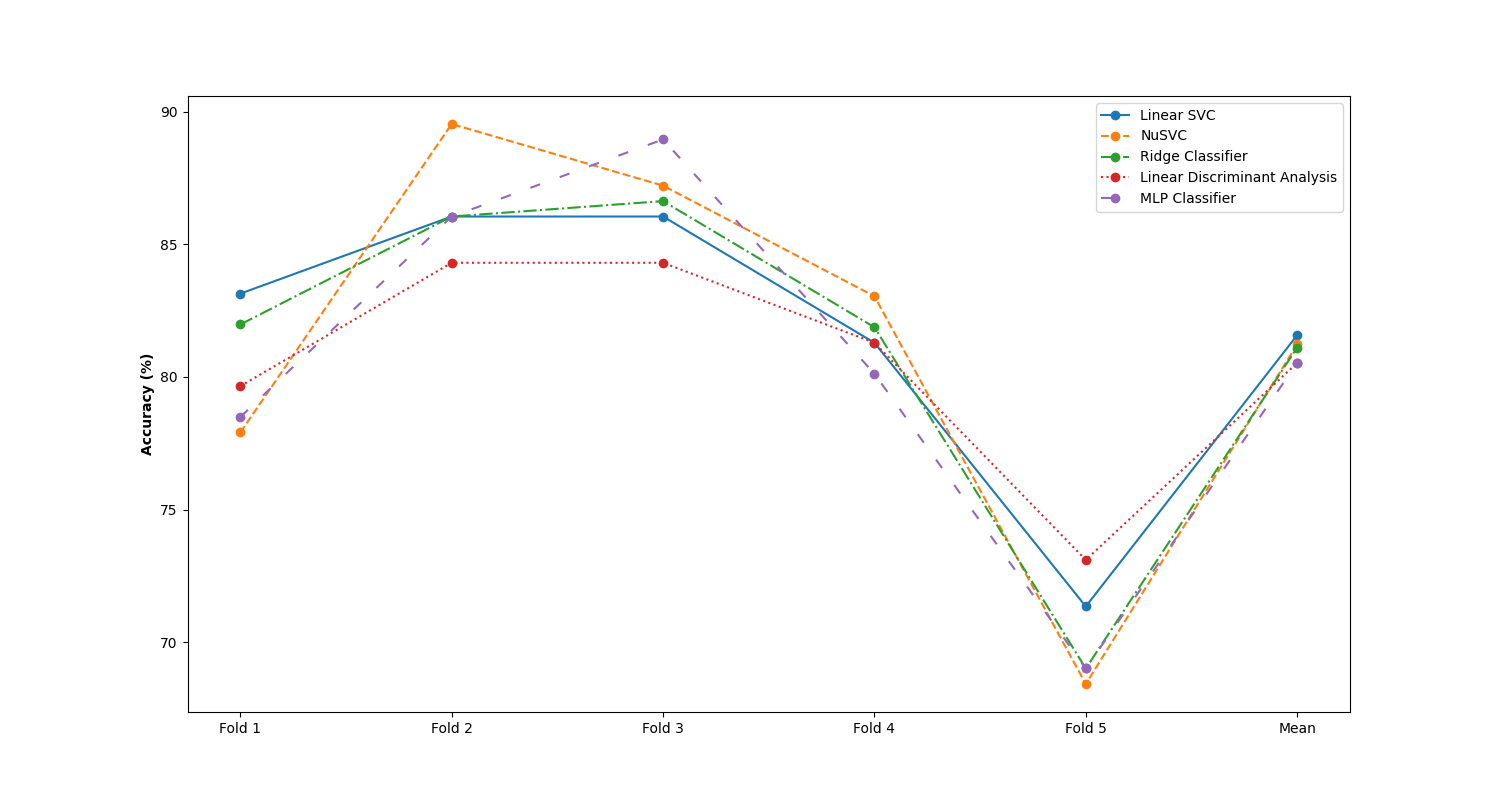 Linear SVC
NuSVC
Ridge Classifier
Linear Discriminant Analysis
MLP Classifier
Accuracy (%)
90
85
80
75
70
Fold 1 Fold 2 Fold 3 Fold 4 Fold 5 Mean